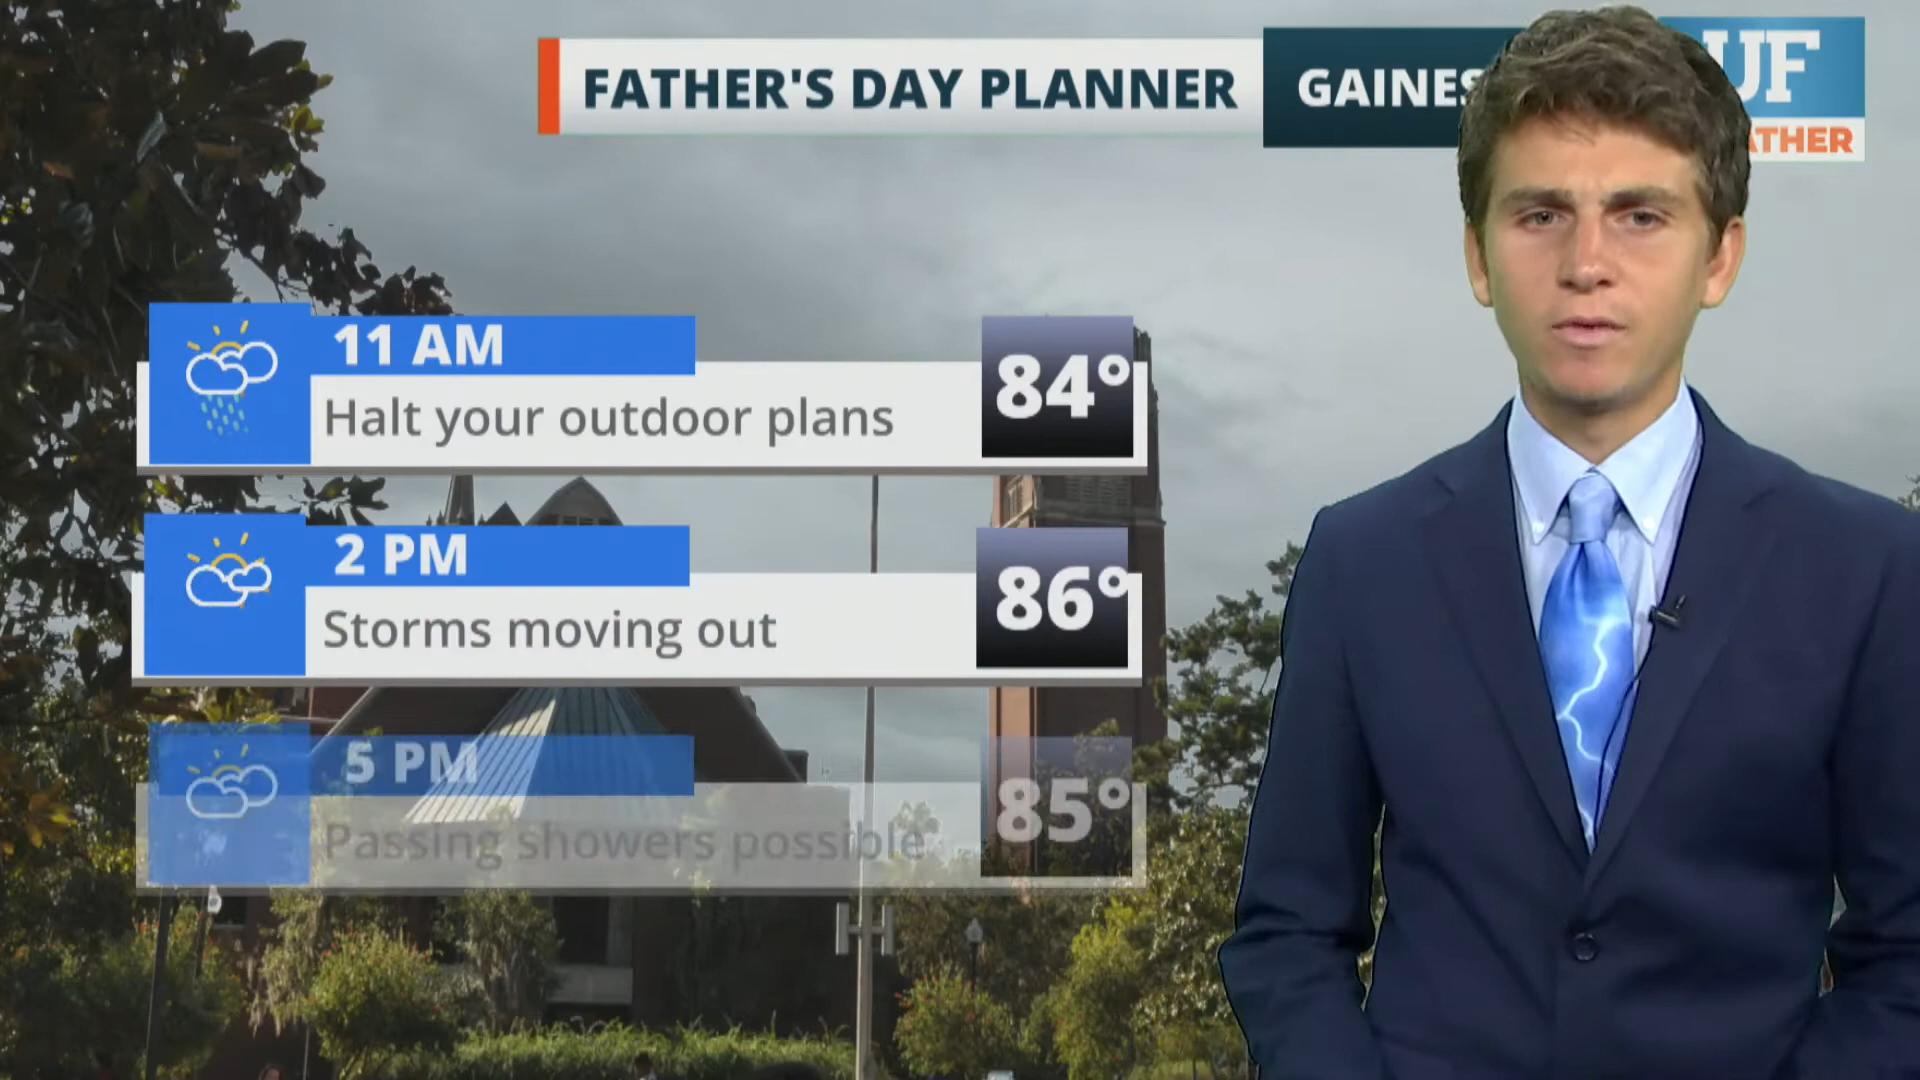 FATHER'S DAY PLANNER
GAINES
UF
ATHER
11 AM
Halt your outdoor plans
84°
2 PM
Storms moving out
86°
5 PM
Passing showers possible
85°